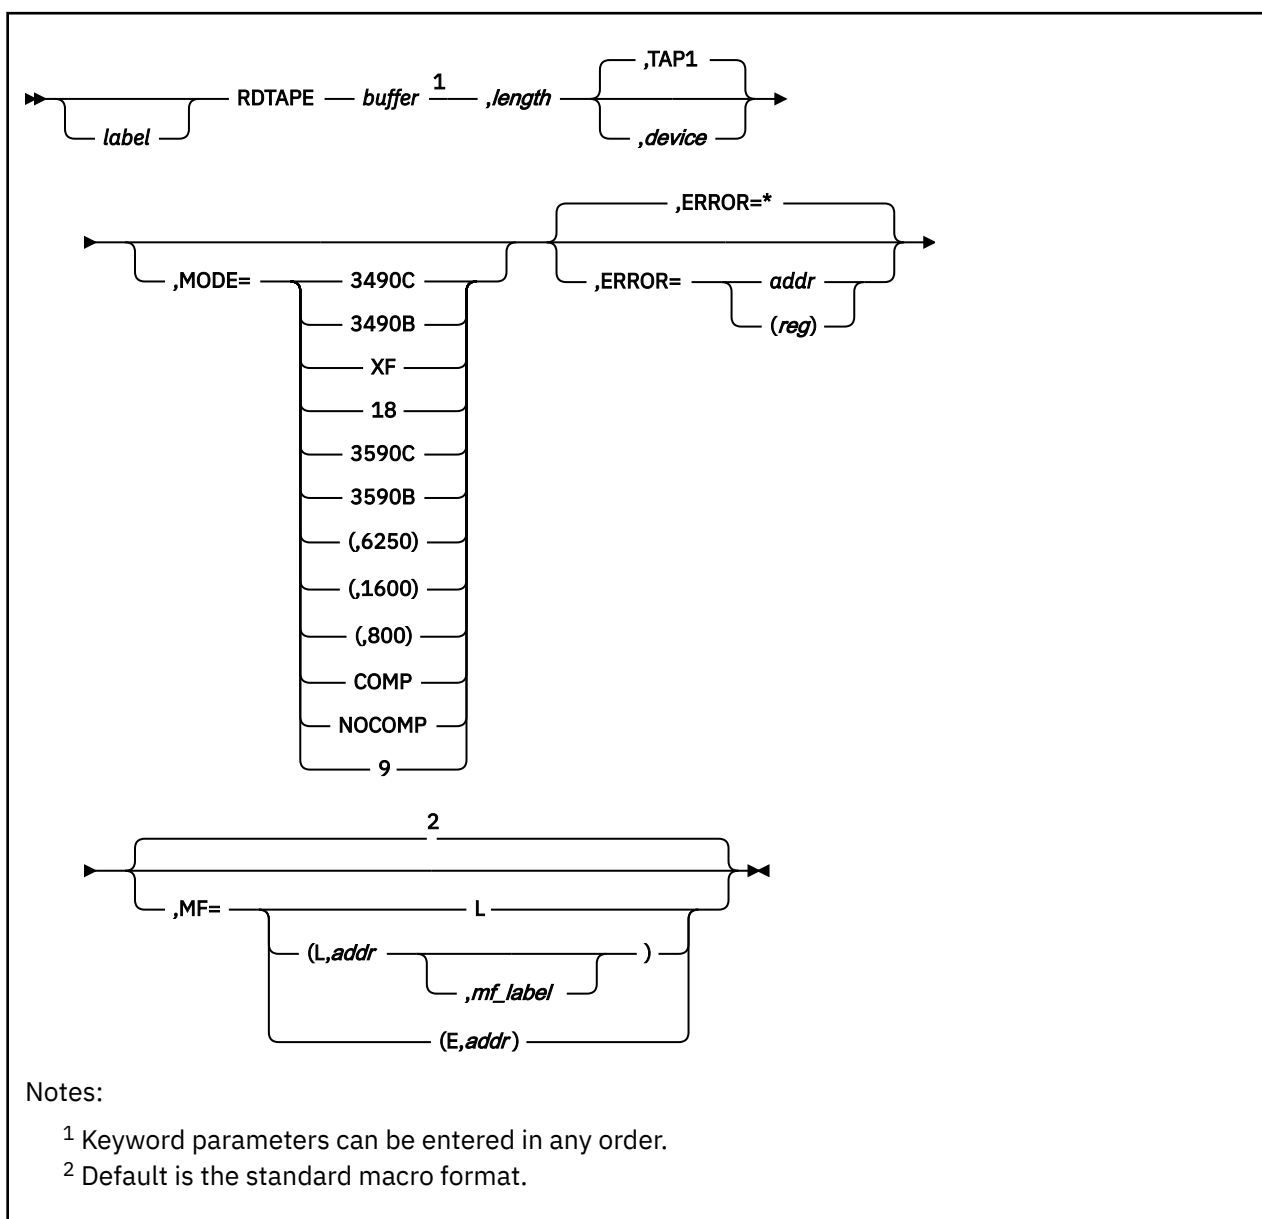 ,TAP1
RDTAPE buffer 1 ,length
label
,device
,ERROR=*
,MODE= 3490C ,ERROR= addr
3490B (reg)
XF
18
3590C
3590B
(,6250)
(,1600)
(,800)
COMP
NOCOMP
9
2
,MF= L
(L,addr )
,mf_label
(E,addr)
Notes:
1 Keyword parameters can be entered in any order.
2 Default is the standard macro format.